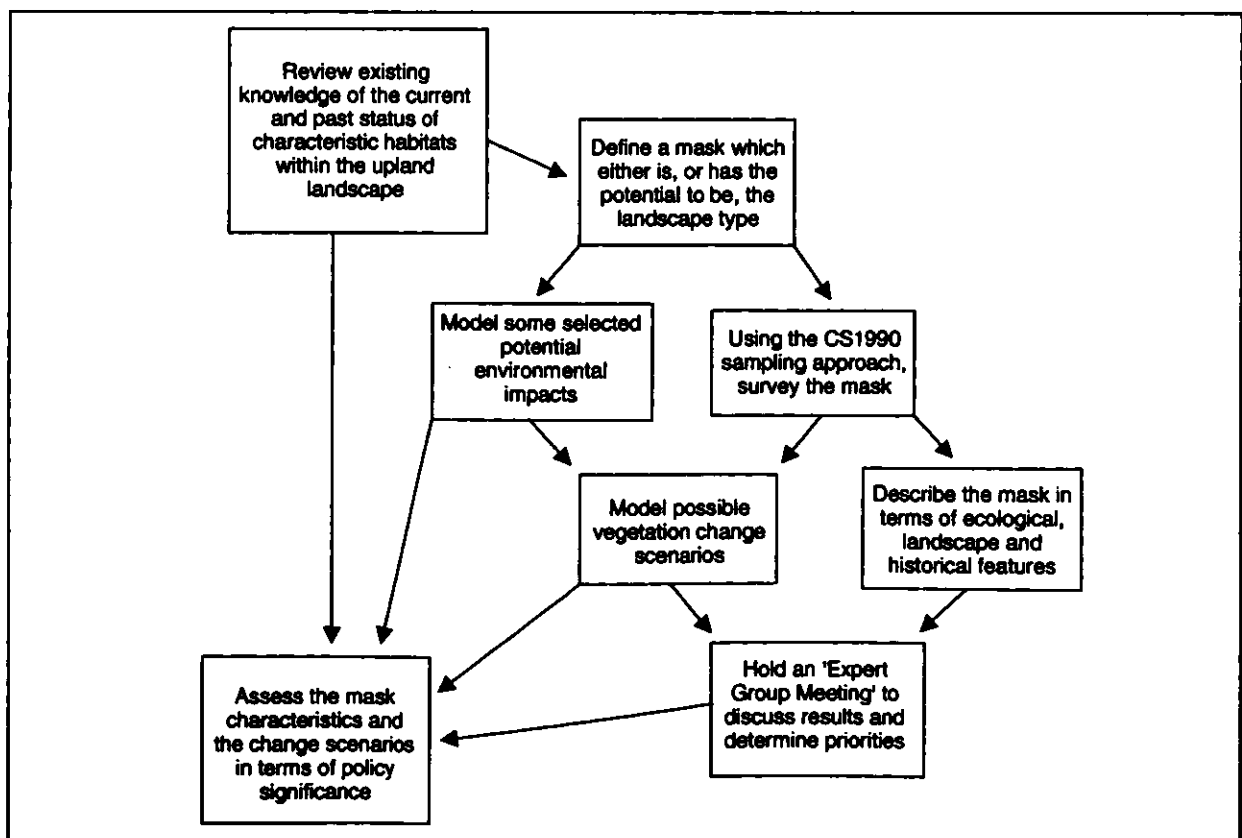 Review existing
knowledge of the current
and past status of
characteristic habitats
within the upland
landscape
Define a mask which
either is, or has the
potential to be, the
landscape type
Model some selected
potential
environmental
impacts
Using the CS1990
sampling approach,
survey the mask
Model possible
vegetation change
scenarios
Describe the mask in
terms of ecological,
landscape and
historical features
Assess the mask
characteristics and
the change scenarios
in terms of policy
significance
Hold an 'Expert
Group Meeting' to
discuss results and
determine priorities